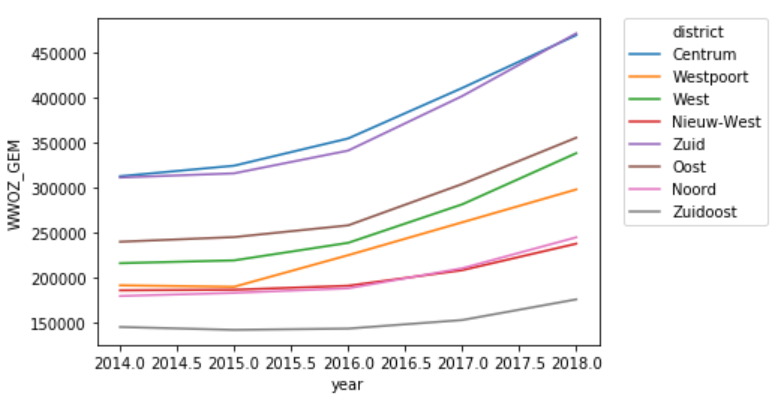 450000
400000
350000
300000
250000
200000
150000
WWOZ_GEM
2014.0 2014.5 2015.0 2015.5 2016.0 2016.5 2017.0 2017.5 2018.0
year
district
Centrum
Westpoort
West
Nieuw-West
Zuid
Oost
Noord
Zuidoost